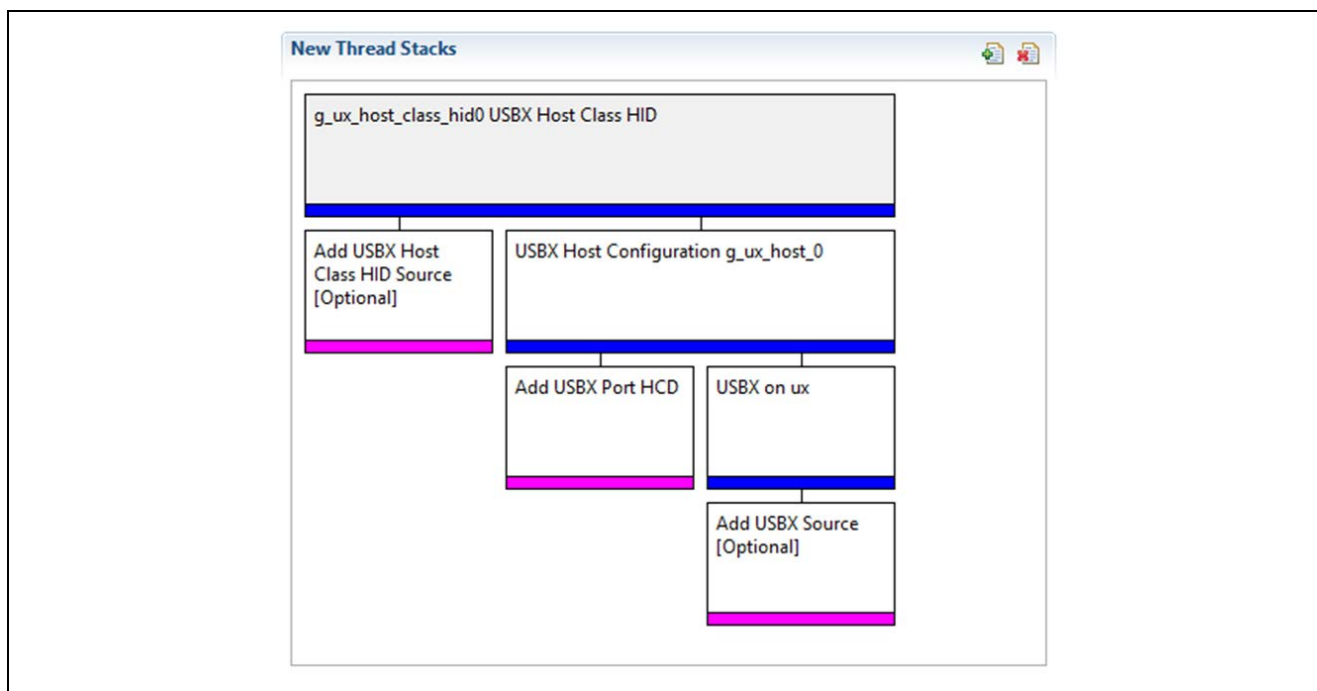 New Thread Stacks
g_ux_host_class_hid0 USBX Host Class HID
Add USBX Host
Class HID Source
[Optional]
USBX Host Configuration g_ux_host_0
Add USBX Port HCD
USBX on ux
Add USBX Source
[Optional]